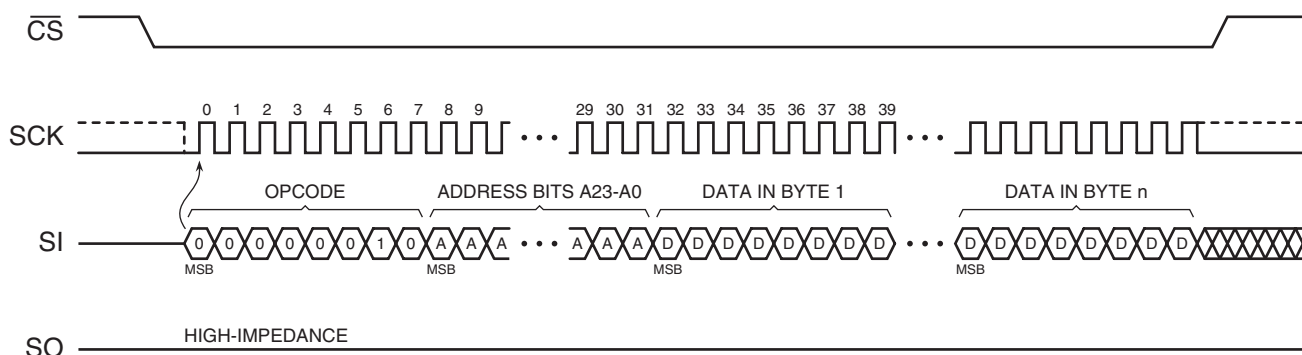 CS
0 1 2 3 4 5 6 7 8 9 29 30 31 32 33 34 35 36 37 38 39
SCK
OPCODE ADDRESS BITS A23-A0 DATA IN BYTE 1 DATA IN BYTE n
SI 0 0 0 0 0 0 1 0 A A A A A A D D D D D D D D D D D D D D D D
MSB MSB MSB MSB
HIGH-IMPEDANCE
SO